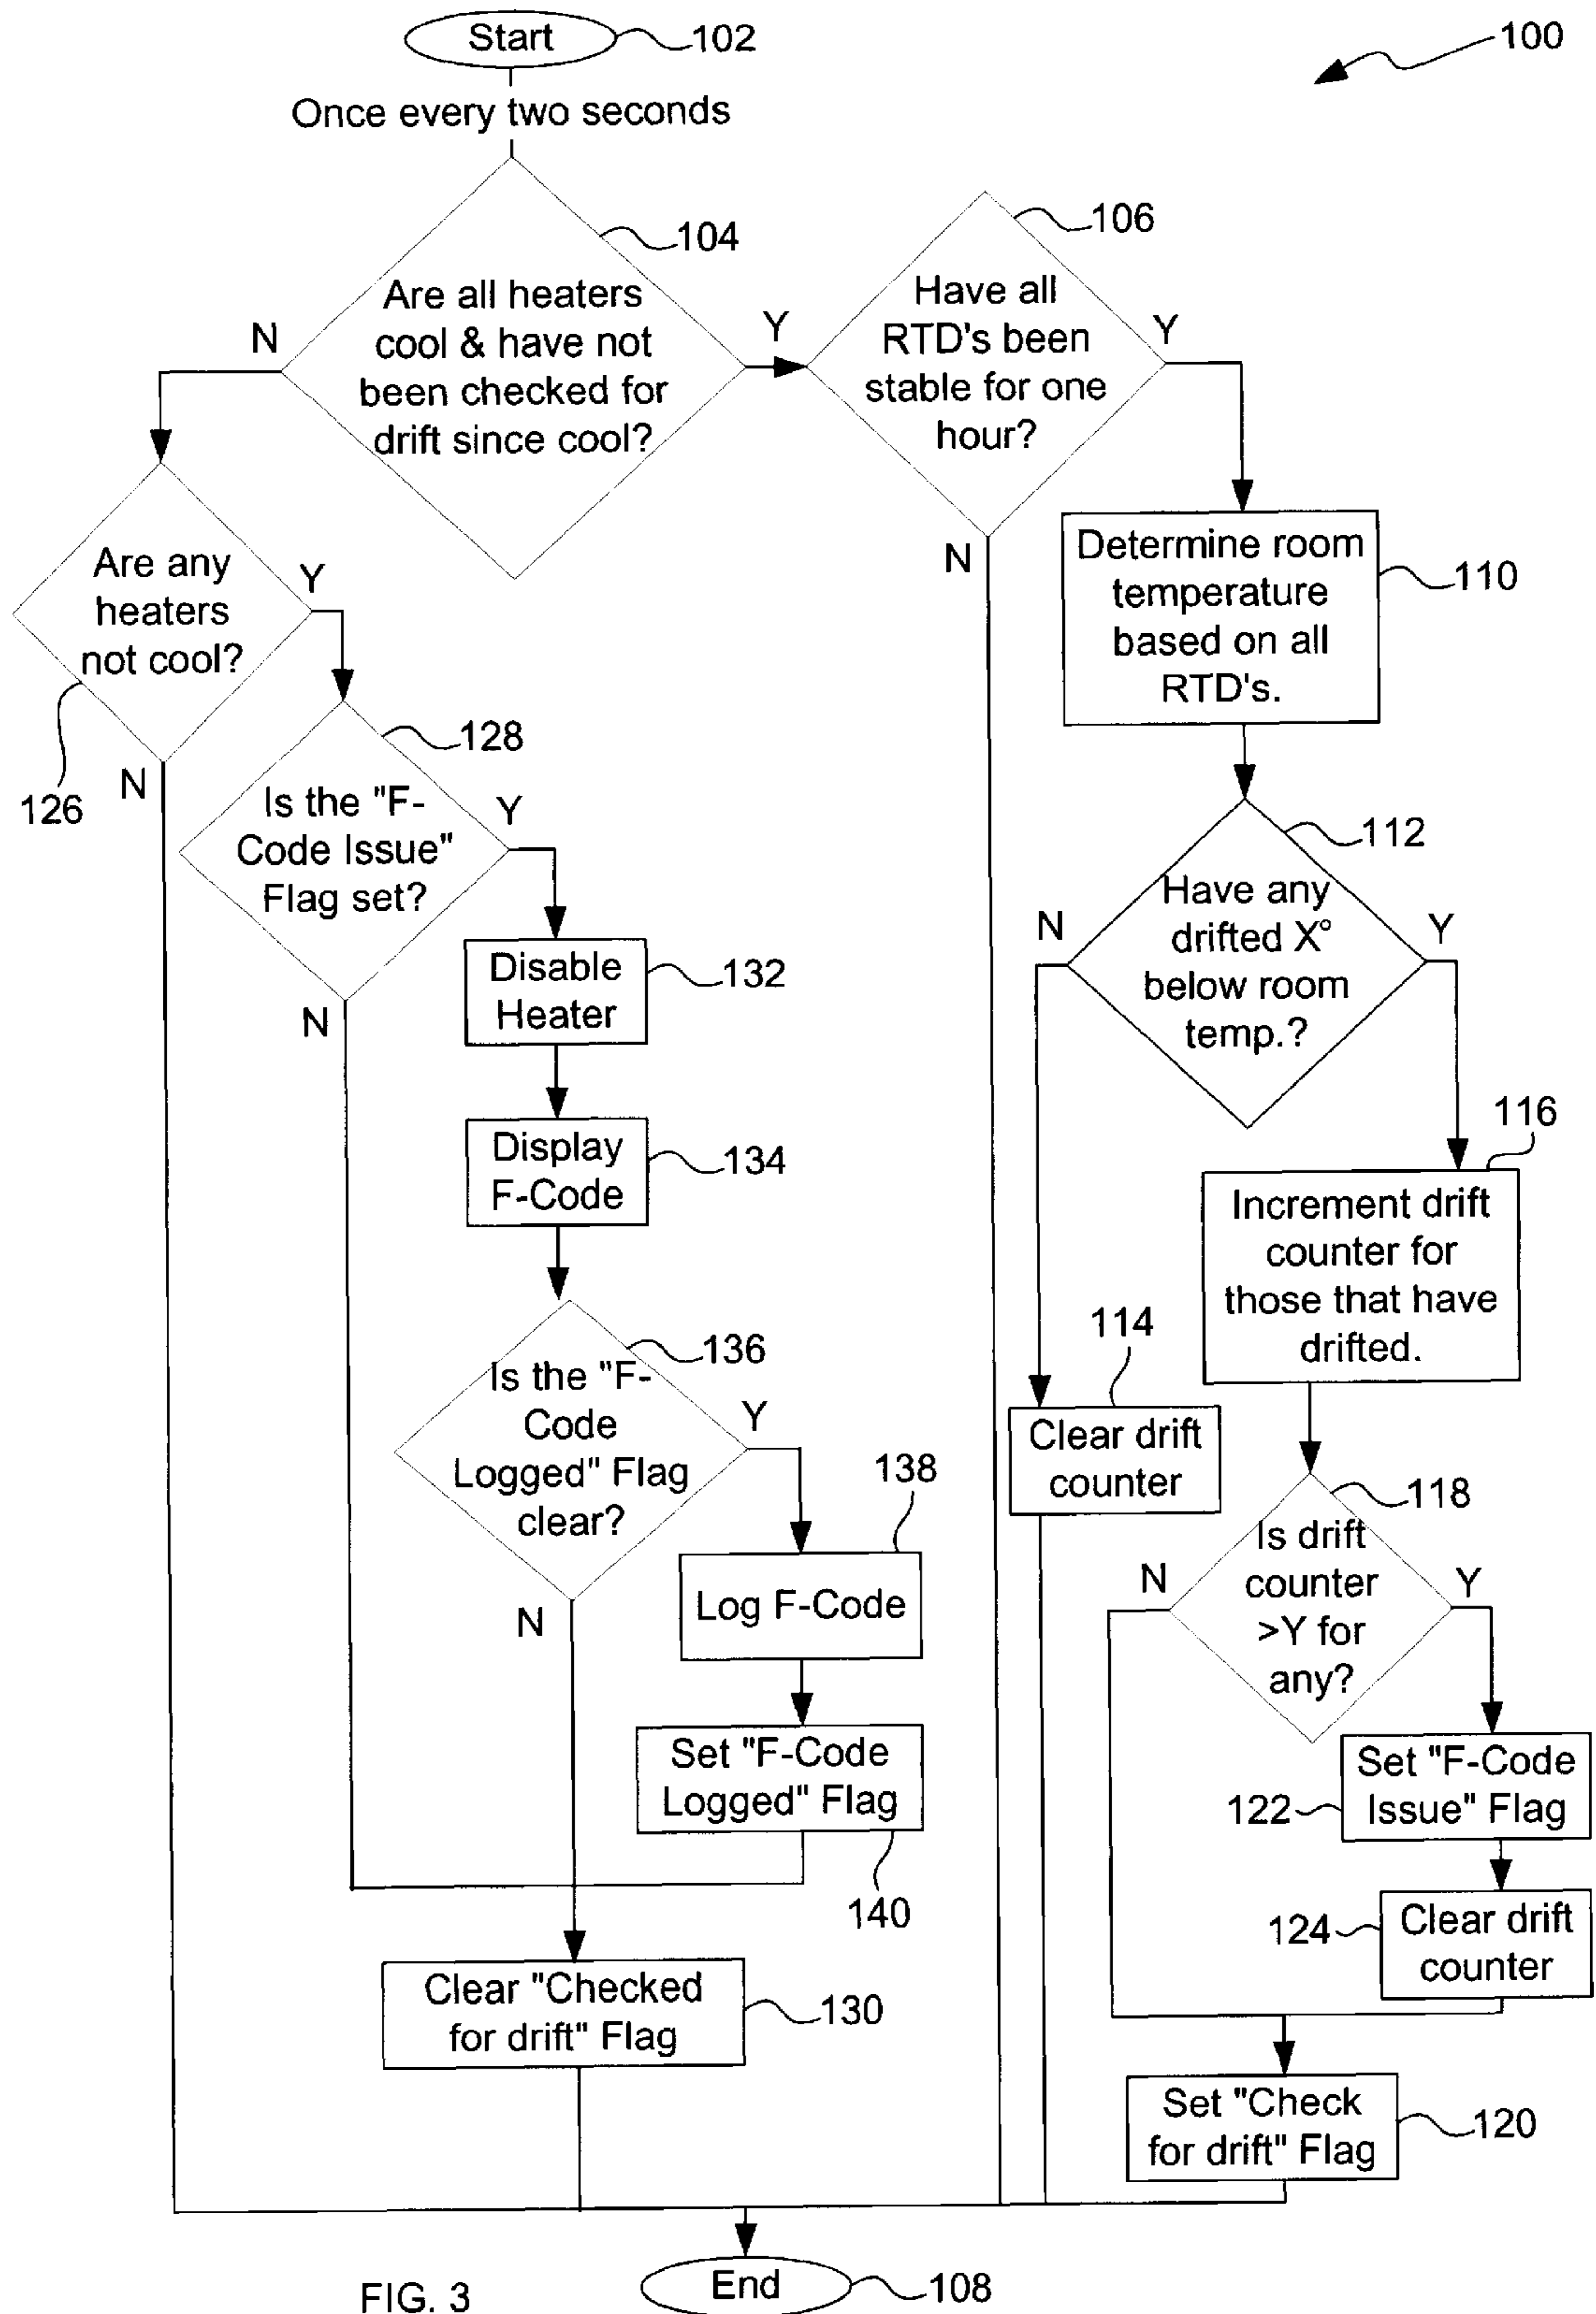 Start
102
100
Once every two seconds
104
106
Are all heaters
cool & have not
been checked for
drift since cool?
N
Y
Have all
RTD's been
stable for one
hour?
Y
N
Are any
heaters
not cool?
Y
N
126
Determine room
temperature
based on all
RTD's.
110
128
Is the "F-
Code Issue"
Flag set?
Y
N
112
Have any
drifted X°
below room
temp.?
N
Y
Disable
Heater
132
Display
F-Code
134
116
Increment drift
counter for
those that have
drifted.
114
Clear drift
counter
136
Is the "F-
Code
Logged" Flag
clear?
Y
N
138
Log F-Code
118
Is drift
counter
>Y for
any?
N
Y
Set "F-Code
Logged" Flag
140
Set "F-Code
Issue" Flag
122
124
Clear drift
counter
Clear "Checked
for drift" Flag
130
Set "Check
for drift" Flag
120
End
108
FIG. 3